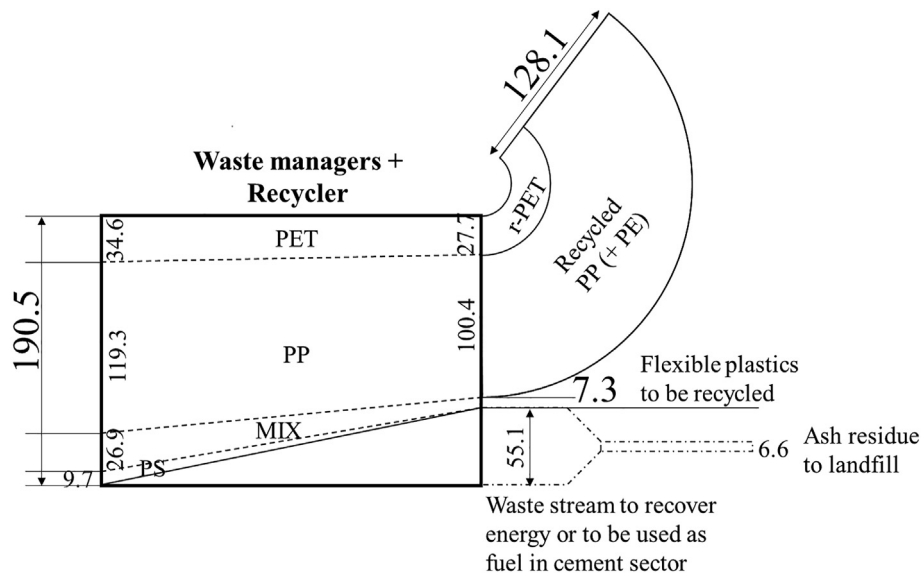 128.1
Waste managers +
Recycler
34.6
PET
27.7
r-PET
Recycled
PP (+ PE)
190.5
119.3
PP
100.4
Flexible plastics
to be recycled
7.3
26.9
MIX
PS
9.7
55.1
6.6
Ash residue
to landfill
Waste stream to recover
energy or to be used as
fuel in cement sector